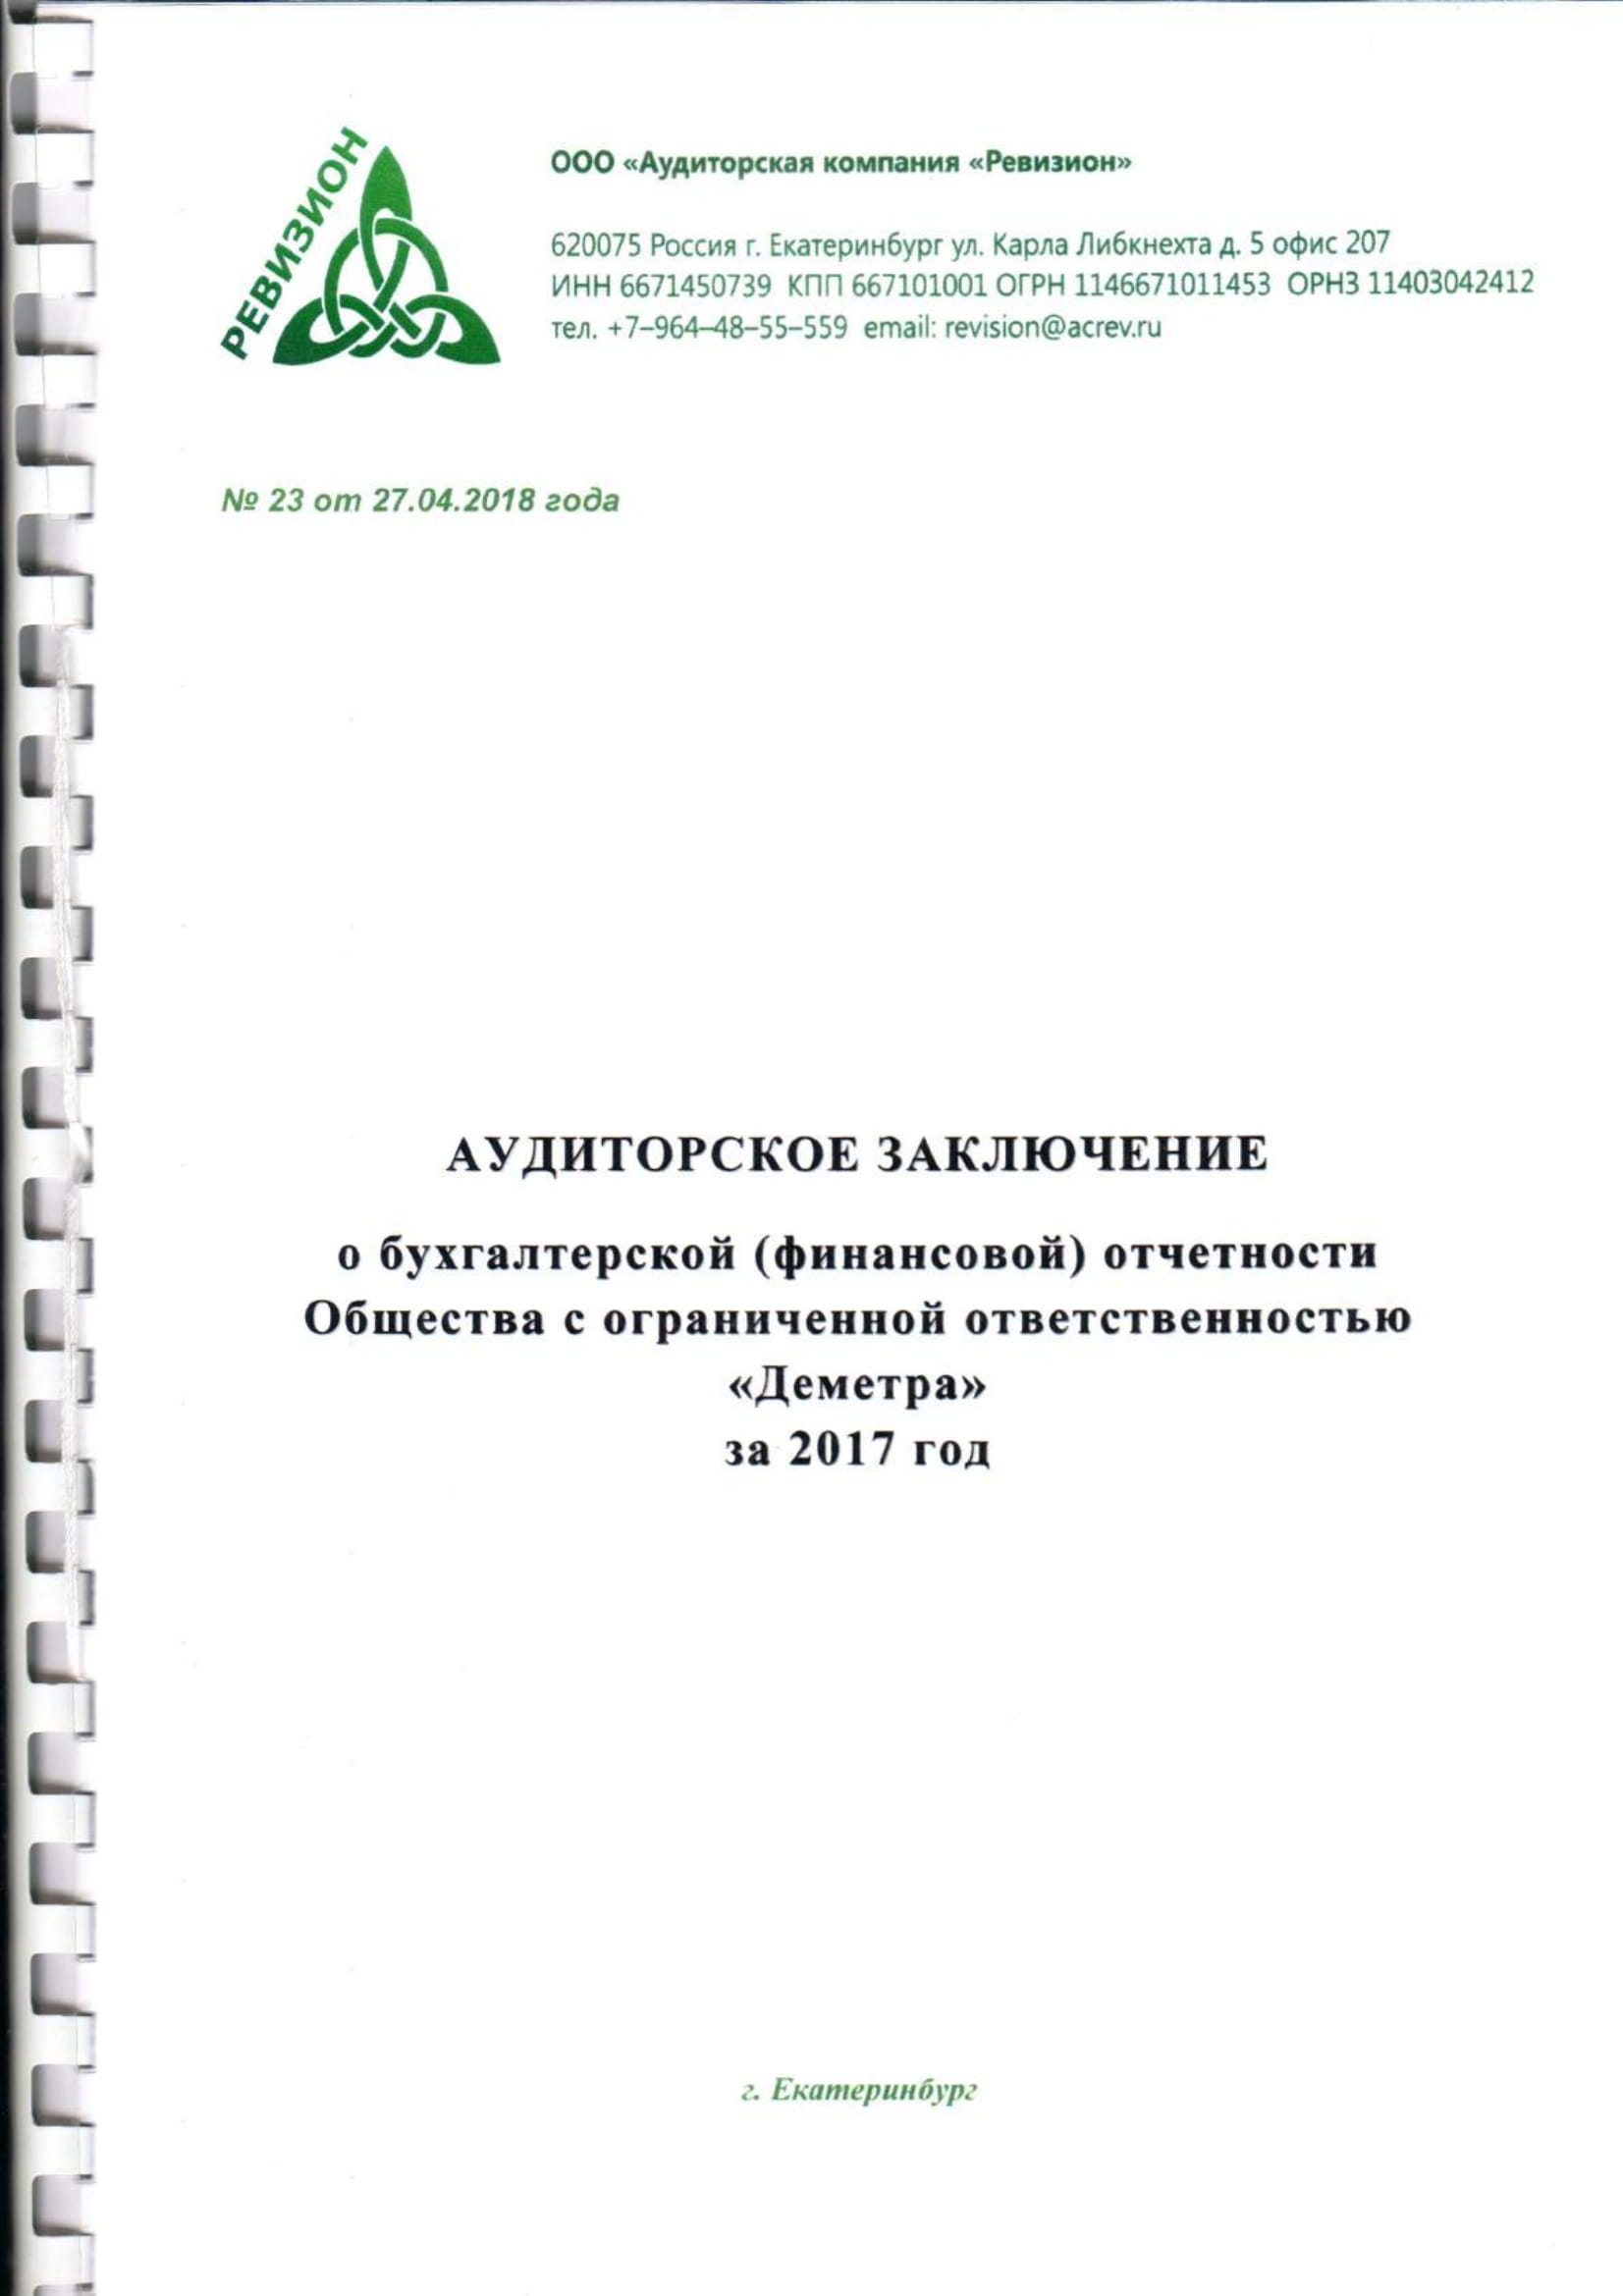 РЕВИЗИОН
ООО «Аудиторская компания «Ревизион»
620075 Россия г. Екатеринбург ул. Карла Либкнехта д. 5 офис 207
ИНН 6671450739 КПП 667101001 ОГРН 1146671011453 ОРНЗ 11403042412
тел. +7–964–48–55–559 email: revision@acrev.ru
№ 23 от 27.04.2018 года
АУДИТОРСКОЕ ЗАКЛЮЧЕНИЕ
о бухгалтерской (финансовой) отчетности
Общества с ограниченной ответственностью
«Деметра»
за 2017 год
г. Екатеринбург